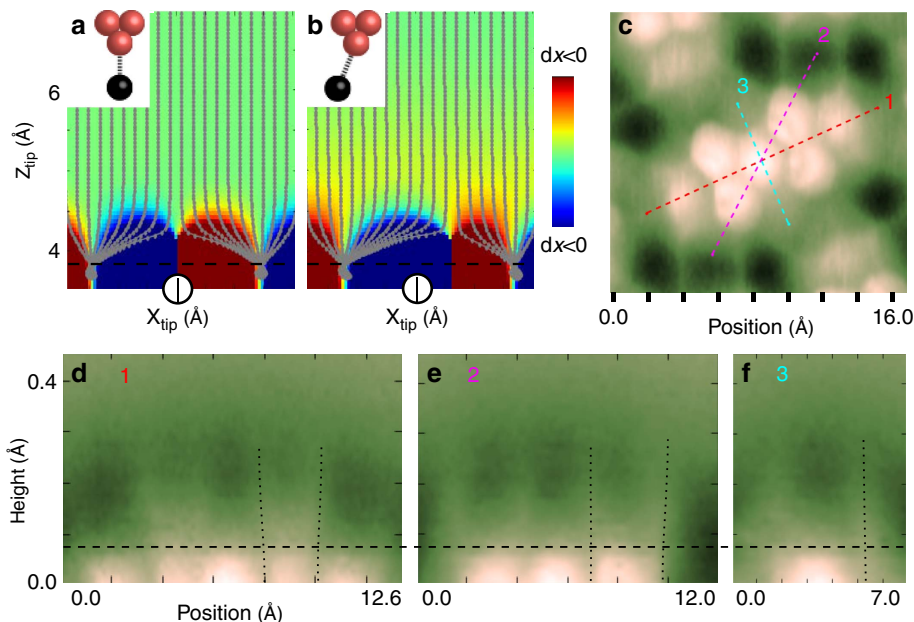 a
b
c
dx<0
dx<0
6
4
Z_tip (Å)
X_tip (Å)
X_tip (Å)
1
2
3
0.0
16.0
Position (Å)
d 1
e 2
f 3
0.4
0.0
Height (Å)
0.0
12.6
0.0
12.0
0.0
7.0
Position (Å)